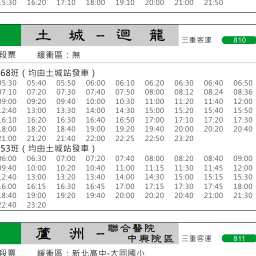 15:30 16:20 17:10 18:00 19:10 20:00 21:00 21:50
土 城 – 迴 龍 三重客運 810
段票 緩衝區：無
68班（均由土城站發車）
05:30 05:40 05:50 06:00 06:10 06:20 06:30 06:40 06:50
07:10 07:20 07:30 07:40 07:50 08:00 08:12 08:24 08:36
09:00 09:20 09:40 10:00 10:30 11:00 11:20 11:40 12:00
12:40 13:00 13:30 14:00 14:30 15:00 15:20 15:40 15:50
16:10 16:20 16:30 16:40 16:50 17:00 17:10 17:20 17:30
18:00 18:20 18:40 19:00 19:20 19:40 20:00 20:20 20:40
21:00 21:20 21:40 22:00 22:25 22:50 23:20
53班（均由土城站發車）
06:00 06:30 07:00 07:20 07:40 08:00 08:20 08:40 09:00
09:40 10:00 10:20 10:40 11:00 11:15 11:30 11:45 12:00
12:40 13:00 13:20 13:40 14:00 14:30 15:00 15:15 15:30
16:00 16:15 16:30 16:45 17:00 17:15 17:30 17:45 18:00
18:40 19:00 19:20 19:40 20:00 20:20 20:40 21:00 21:30
22:40 23:20
蘆 洲 – 聯合醫院中興院區 三重客運 811
段票 緩衝區：新北高中-大同國小